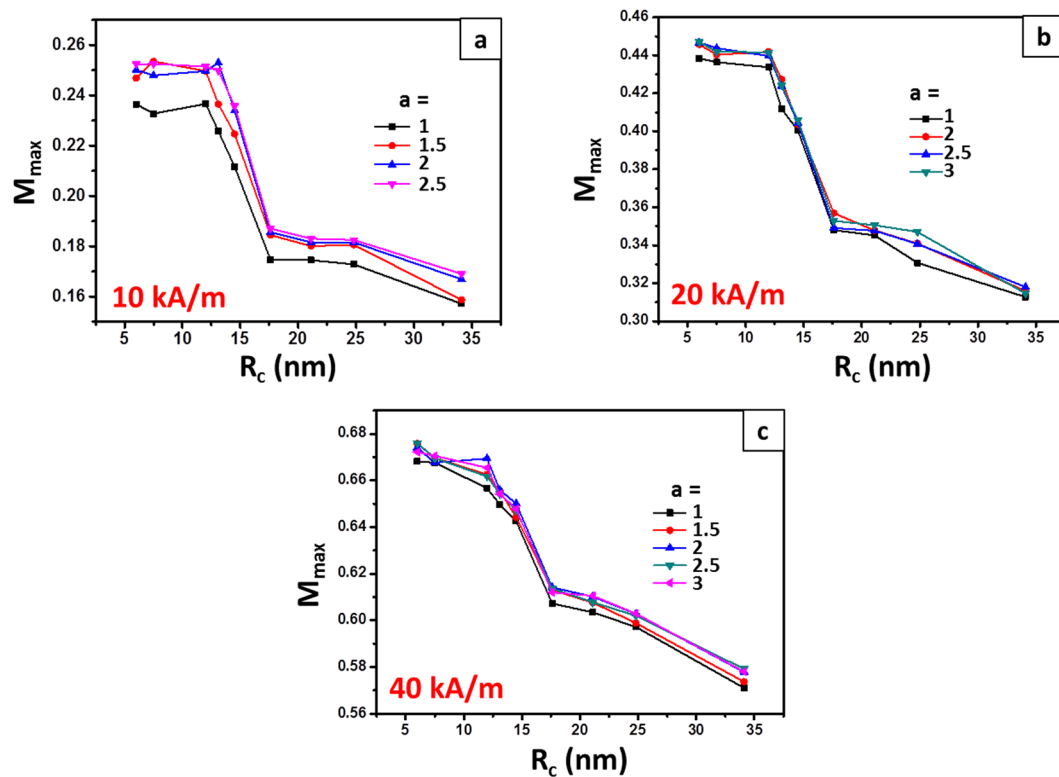 a
0.26
0.24
0.22
0.20
0.18
0.16
M_max
a =
1
1.5
2
2.5
10 kA/m
5 10 15 20 25 30 35
R_c (nm)
b
0.46
0.44
0.42
0.40
0.38
0.36
0.34
0.32
0.30
M_max
a =
1
2
2.5
3
20 kA/m
5 10 15 20 25 30 35
R_c (nm)
c
0.68
0.66
0.64
0.62
0.60
0.58
0.56
M_max
a =
1
1.5
2
2.5
3
40 kA/m
5 10 15 20 25 30 35
R_c (nm)